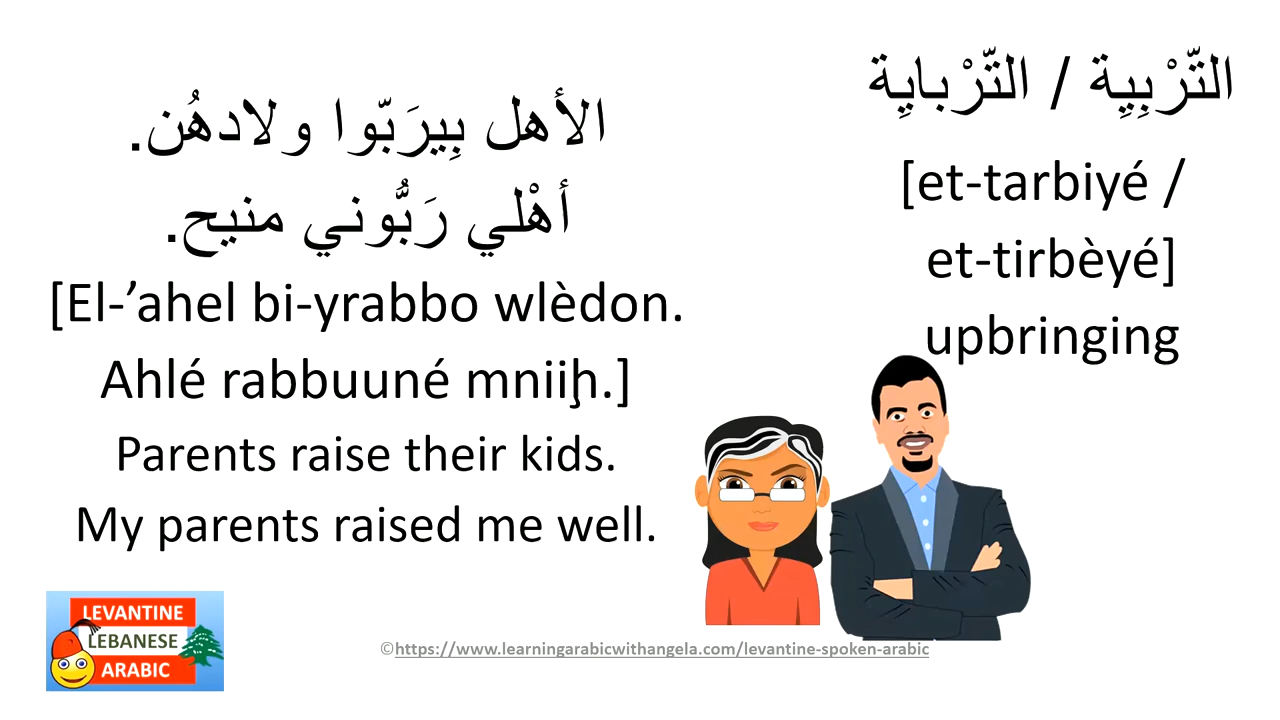 التّرْبِيِة / التّرْبايِة
[et-tarbiyé /
et-tirbèyé]
upbringing
الأهل بِيرَبّوا ولادهُن.
أهْلي رَبُّوني منيح.
[El-’ahel bi-yrabbo wlèdon.
Ahlé rabbuuné mniiḩ.]
Parents raise their kids.
My parents raised me well.
LEVANTINE
LEBANESE
ARABIC
©https://www.learningarabicwithangela.com/levantine-spoken-arabic